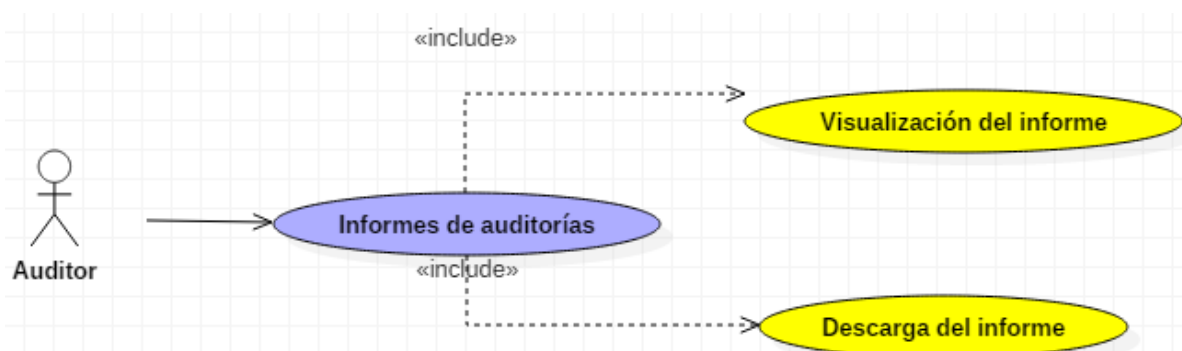 «include»
Visualización del informe
Informes de auditorías
Auditor
«include»
Descarga del informe